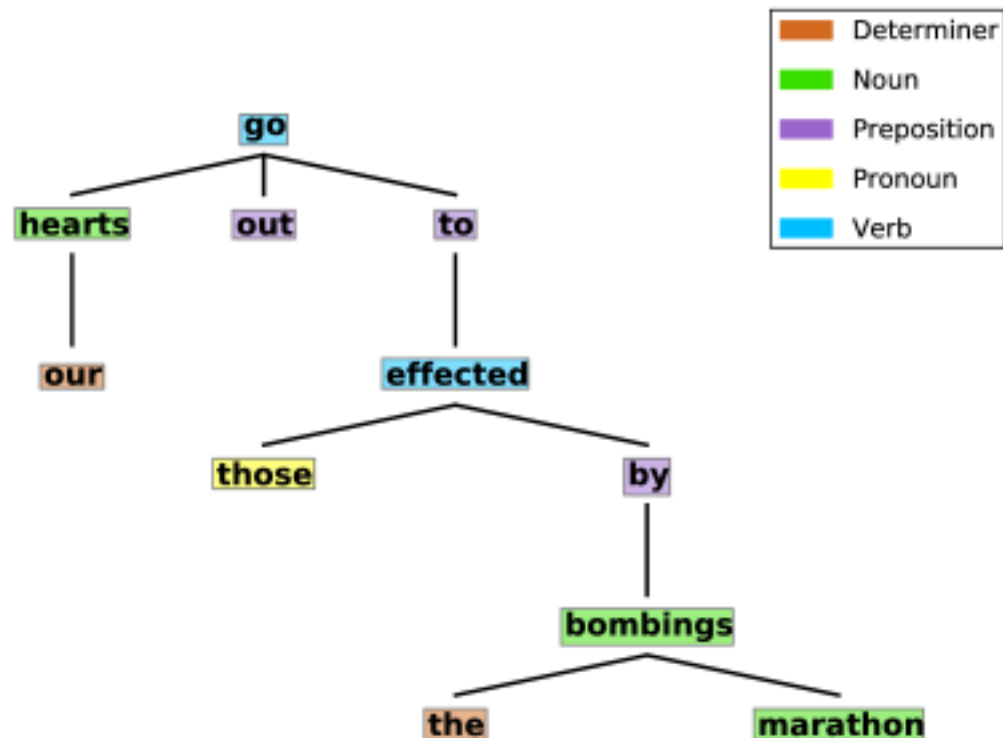 Determiner
Noun
Preposition
Pronoun
Verb
go
hearts out to
our effected
those by
bombings
the marathon